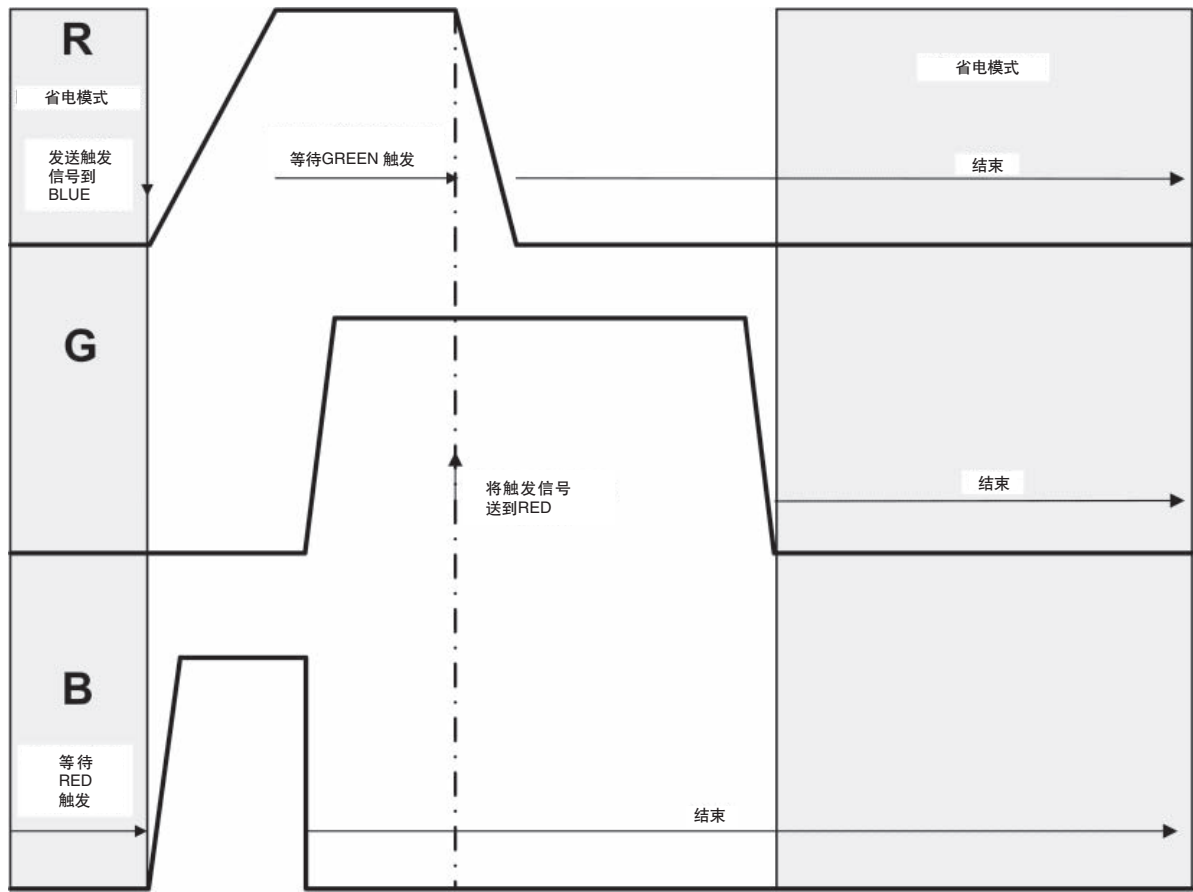 R
省电模式
发送触发
信号到
BLUE
等待GREEN 触发
省电模式
结束
G
将触发信号
送到RED
结束
B
等待
RED
触发
结束